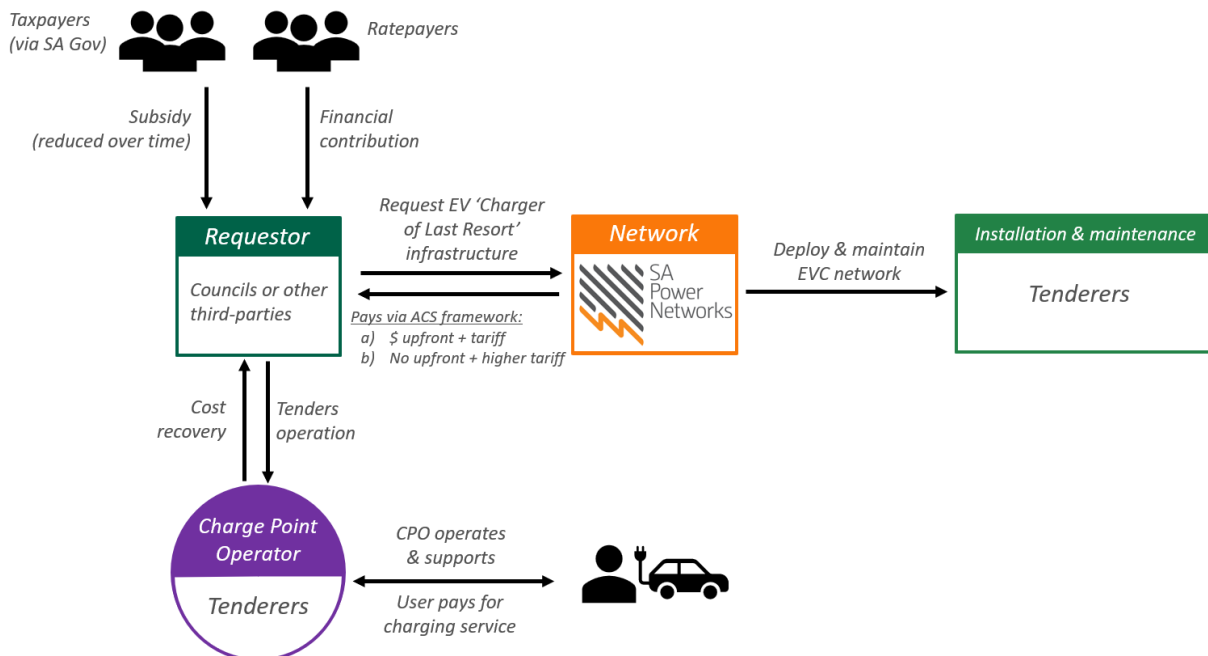 Taxpayers
(via SA Gov)
Ratepayers
Subsidy
(reduced over time)
Financial
contribution
Requestor
Councils or other
third-parties
Request EV ‘Charger
of Last Resort’
infrastructure
Pays via ACS framework:
a) $ upfront + tariff
b) No upfront + higher tariff
Network
SA
Power
Networks
Deploy & maintain
EVC network
Installation & maintenance
Tenderers
Cost
recovery
Tenders
operation
Charge Point
Operator
Tenderers
CPO operates
& supports
User pays for
charging service